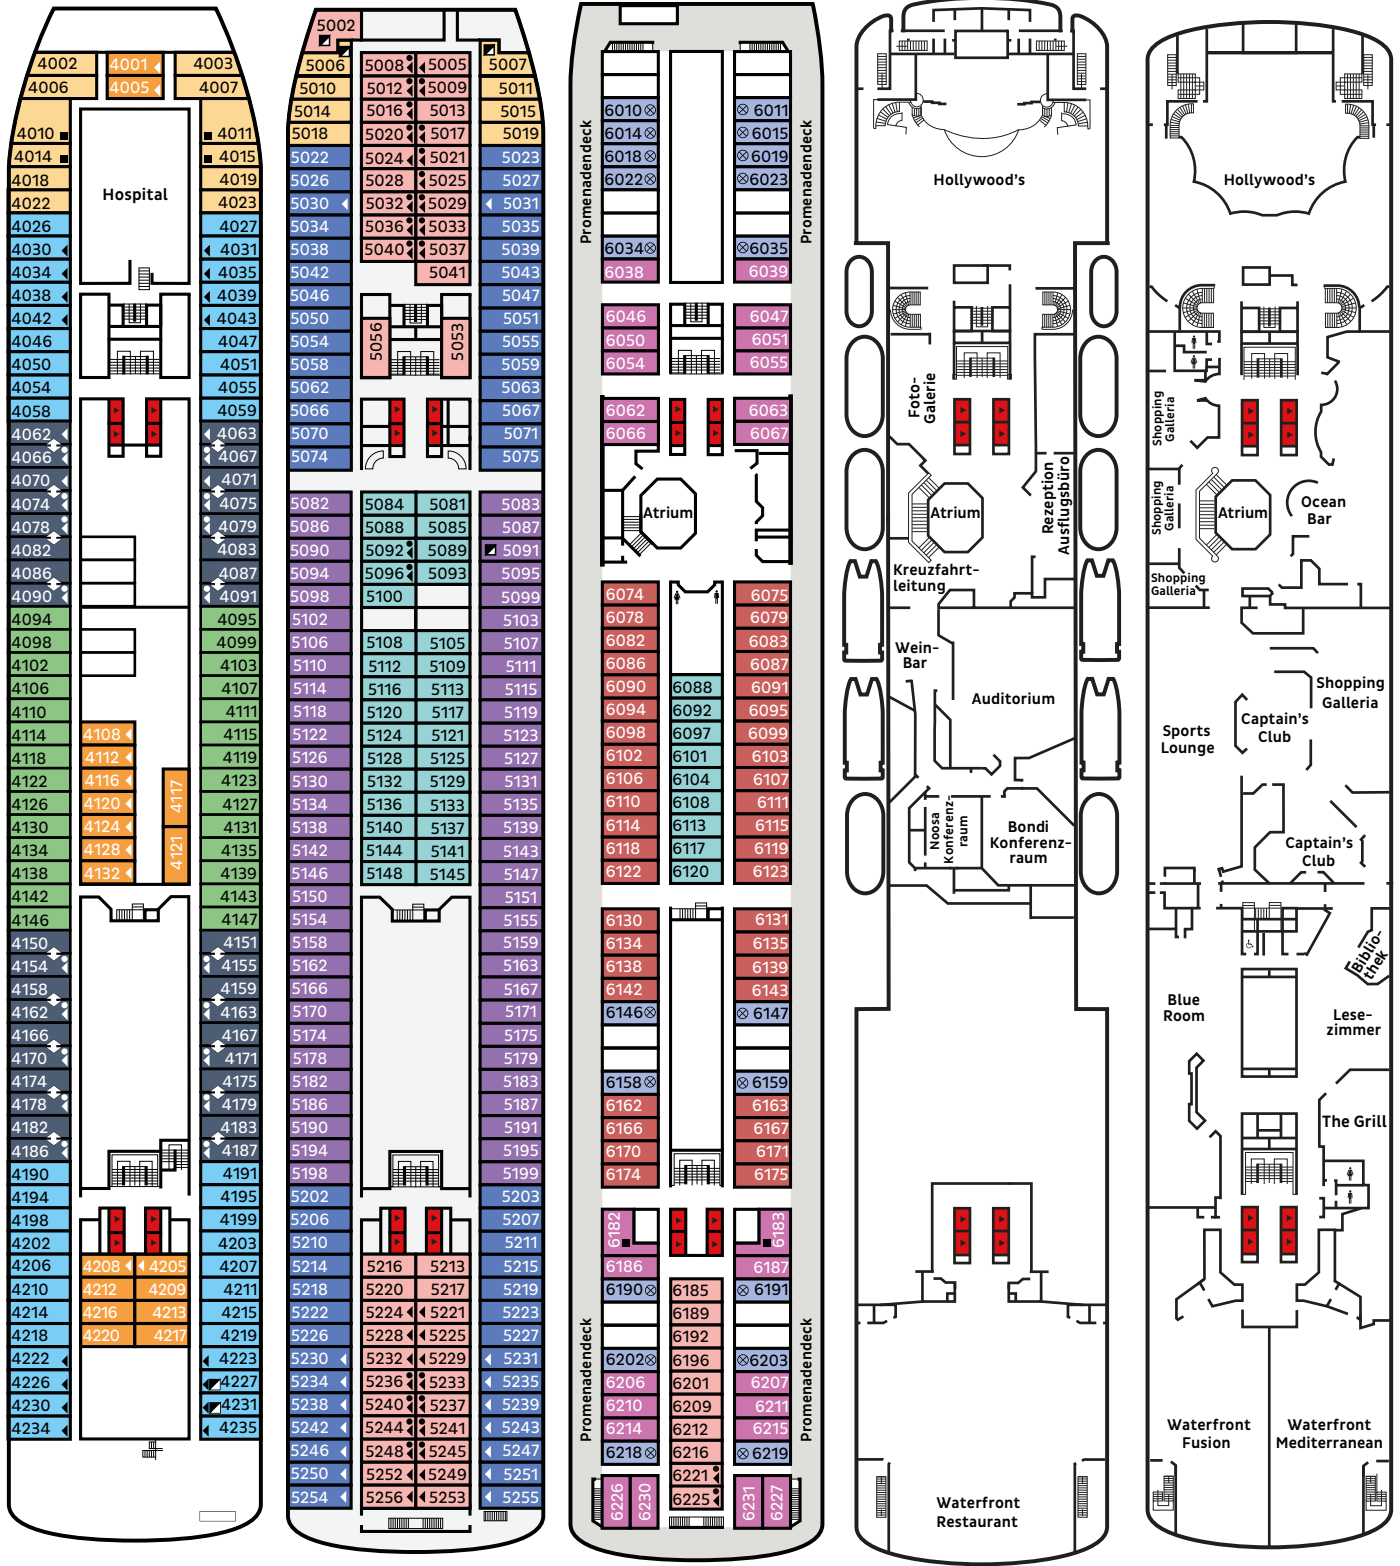 4002 4001 4003
4006 4005 4007
4010 4011
4014 4015
4018 Hospital 4019
4022 4023
4026 4027
4030 4031
4034 4035
4038 4039
4042 4043
4046 4047
4050 4051
4054 4055
4058 4059
4062 4063
4066 4067
4070 4071
4074 4075
4078 4079
4082 4083
4086 4087
4090 4091
4094 4095
4098 4099
4102 4103
4106 4107
4110 4111
4114 4108 4115
4118 4112 4119
4122 4116 4117 4123
4126 4120 4127
4130 4124 4131
4134 4128 4121 4135
4138 4132 4139
4142 4143
4146 4147
4150 4151
4154 4155
4158 4159
4162 4163
4166 4167
4170 4171
4174 4175
4178 4179
4182 4183
4186 4187
4190 4191
4194 4195
4198 4199
4202 4203
4206 4208 4205 4207
4210 4212 4209 4211
4214 4216 4213 4215
4218 4220 4217 4219
4222 4223
4226 4227
4230 4231
4234 4235
5002
5006 5008 5005 5007
5010 5012 5009 5011
5014 5016 5013 5015
5018 5020 5017 5019
5022 5024 5021 5023
5026 5028 5025 5027
5030 5032 5029 5031
5034 5036 5033 5035
5038 5040 5037 5039
5042 5041 5043
5046 5047
5050 5051
5054 5056 5053 5055
5058 5059
5062 5063
5066 5067
5070 5071
5074 5075
5082 5084 5081 5083
5086 5088 5085 5087
5090 5092 5089 5091
5094 5096 5093 5095
5098 5100 5099
5102 5103
5106 5108 5105 5107
5110 5112 5109 5111
5114 5116 5113 5115
5118 5120 5117 5119
5122 5124 5121 5123
5126 5128 5125 5127
5130 5132 5129 5131
5134 5136 5133 5135
5138 5140 5137 5139
5142 5144 5141 5143
5146 5148 5145 5147
5150 5151
5154 5155
5158 5159
5162 5163
5166 5167
5170 5171
5174 5175
5178 5179
5182 5183
5186 5187
5190 5191
5194 5195
5198 5199
5202 5203
5206 5207
5210 5211
5214 5216 5213 5215
5218 5220 5217 5219
5222 5224 5221 5223
5226 5228 5225 5227
5230 5232 5229 5231
5234 5236 5233 5235
5238 5240 5237 5239
5242 5244 5241 5243
5246 5248 5245 5247
5250 5252 5249 5251
5254 5256 5253 5255
Promenadendeck
Promenadendeck
6010 6011
6014 6015
6018 6019
6022 6023
6034 6035
6038 6039
6046 6047
6050 6051
6054 6055
6062 6063
6066 6067
Atrium
6074 6075
6078 6079
6082 6083
6086 6087
6090 6088 6091
6094 6092 6095
6098 6097 6099
6102 6101 6103
6106 6104 6107
6110 6108 6111
6114 6113 6115
6118 6117 6119
6122 6120 6123
6130 6131
6134 6135
6138 6139
6142 6143
6146 6147
6158 6159
6162 6163
6166 6167
6170 6171
6174 6175
6182 6183
6186 6187
6190 6185 6191
6189
6192
6202 6196 6203
6206 6201 6207
6210 6209 6211
6214 6212 6215
6218 6216 6219
6221
6226 6230 6225 6231 6227
Promenadendeck
Promenadendeck
Hollywood's
Foto-
Galerie
Rezeption
Ausflugsbüro
Atrium
Kreuzfahrt-
leitung
Wein-
Bar
Auditorium
Noosa
Konferenz-
raum
Bondi
Konferenz-
raum
Waterfront
Restaurant
Hollywood's
Shopping
Galleria
Shopping
Galleria
Atrium
Ocean
Bar
Shopping
Galleria
Shopping
Galleria
Sports
Lounge
Captain's
Club
Captain's
Club
Biblio-
thek
Blue
Room
Lese-
zimmer
The Grill
Waterfront
Fusion
Waterfront
Mediterranean